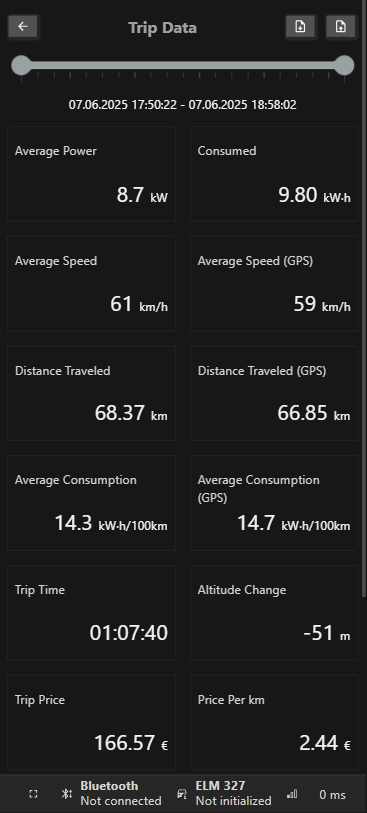 Trip Data
07.06.2025 17:50:22 - 07.06.2025 18:58:02
Average Power
8.7 kW
Consumed
9.80 kW·h
Average Speed
61 km/h
Average Speed (GPS)
59 km/h
Distance Traveled
68.37 km
Distance Traveled (GPS)
66.85 km
Average Consumption
14.3 kW·h/100km
Average Consumption
(GPS)
14.7 kW·h/100km
Trip Time
01:07:40
Altitude Change
-51 m
Trip Price
166.57 €
Price Per km
2.44 €
Bluetooth
Not connected
ELM 327
Not initialized
0 ms